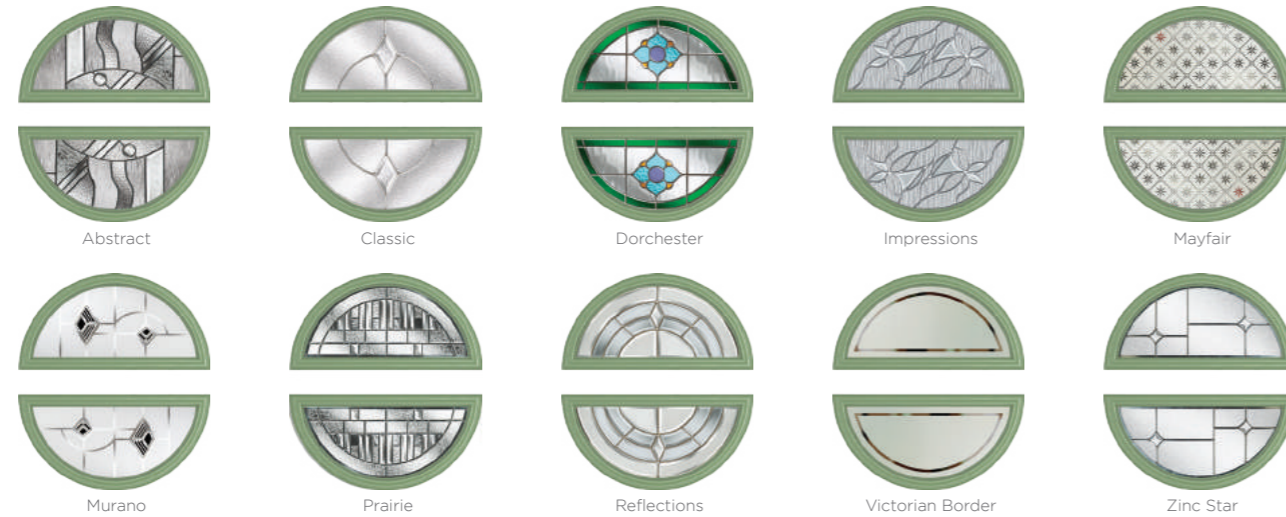 Abstract
Classic
Dorchester
Impressions
Mayfair
Murano
Prairie
Reflections
Victorian Border
Zinc Star